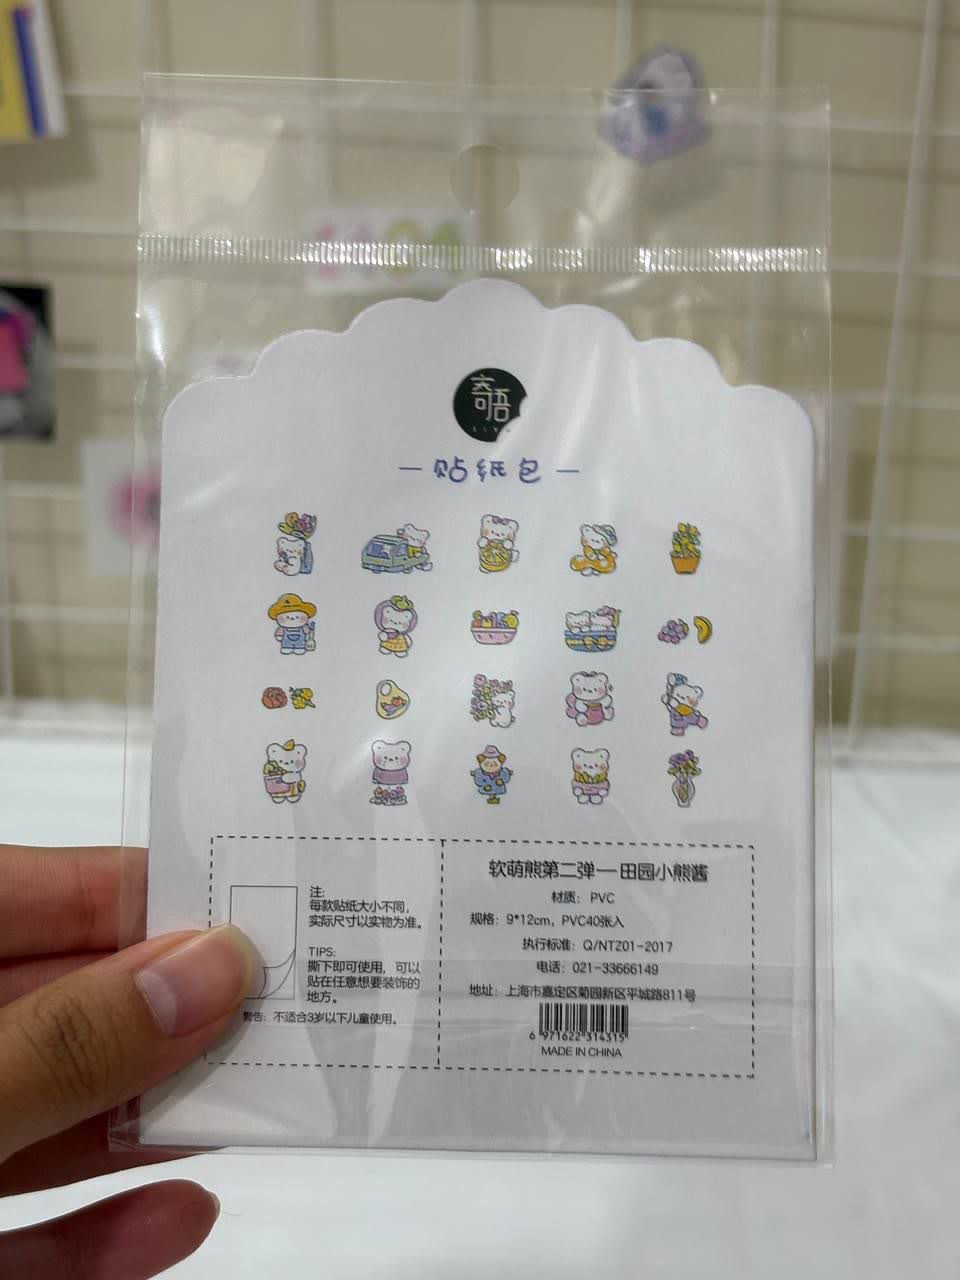 奇语
贴纸包
注:
每款贴纸大小不同，
实际尺寸以实物为准。
TIPS:
撕下即可使用，可以
贴在任意想要装饰的
地方。
警告: 不适合3岁以下儿童使用。
软萌熊第二弹—田园小熊酱
材质: PVC
规格: 9*12cm, PVC40张入
执行标准: Q/NTZ01-2017
电话: 021-33666149
地址: 上海市嘉定区菊园新区平城路811号
6 971622 314315
MADE IN CHINA